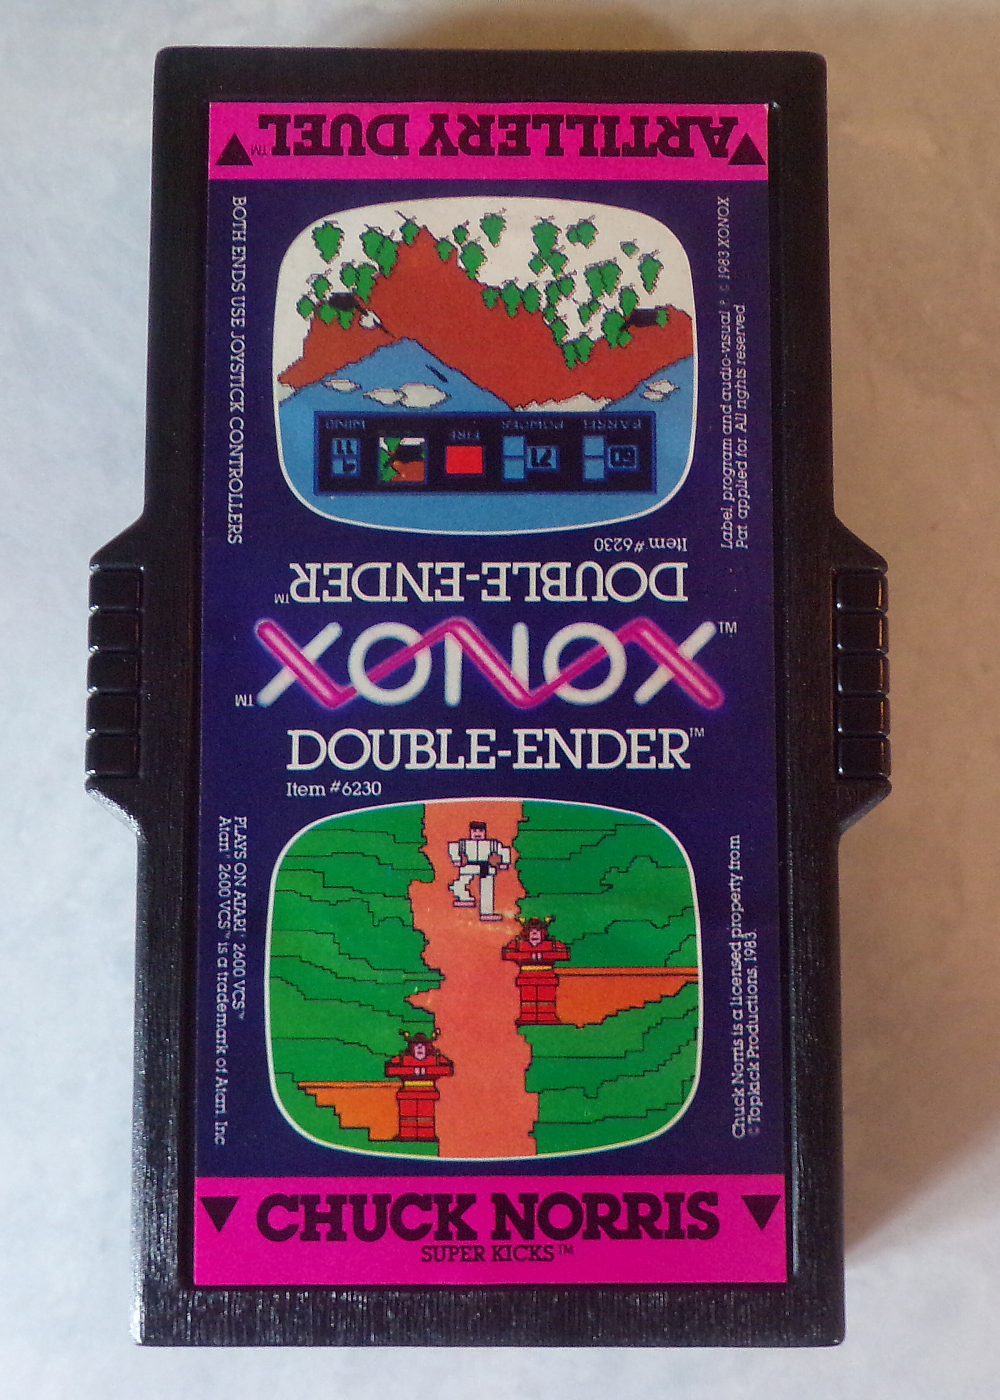 ARTILLERY DUEL™
BOTH ENDS USE JOYSTICK CONTROLLERS
Label, program and audio-visual ℗ © 1983 XONOX
Pat. applied for. All rights reserved
WIND
FIRE
POWDER
BARREL
11
71
60
Item #6230
DOUBLE-ENDER™
XONOX™
™
DOUBLE-ENDER™
Item #6230
PLAYS ON ATARI® 2600 VCS™
Atari® 2600 VCS™ is a trademark of Atari, Inc
Chuck Norris is a licensed property from
© Topkick Productions, 1983.
CHUCK NORRIS
SUPER KICKS™